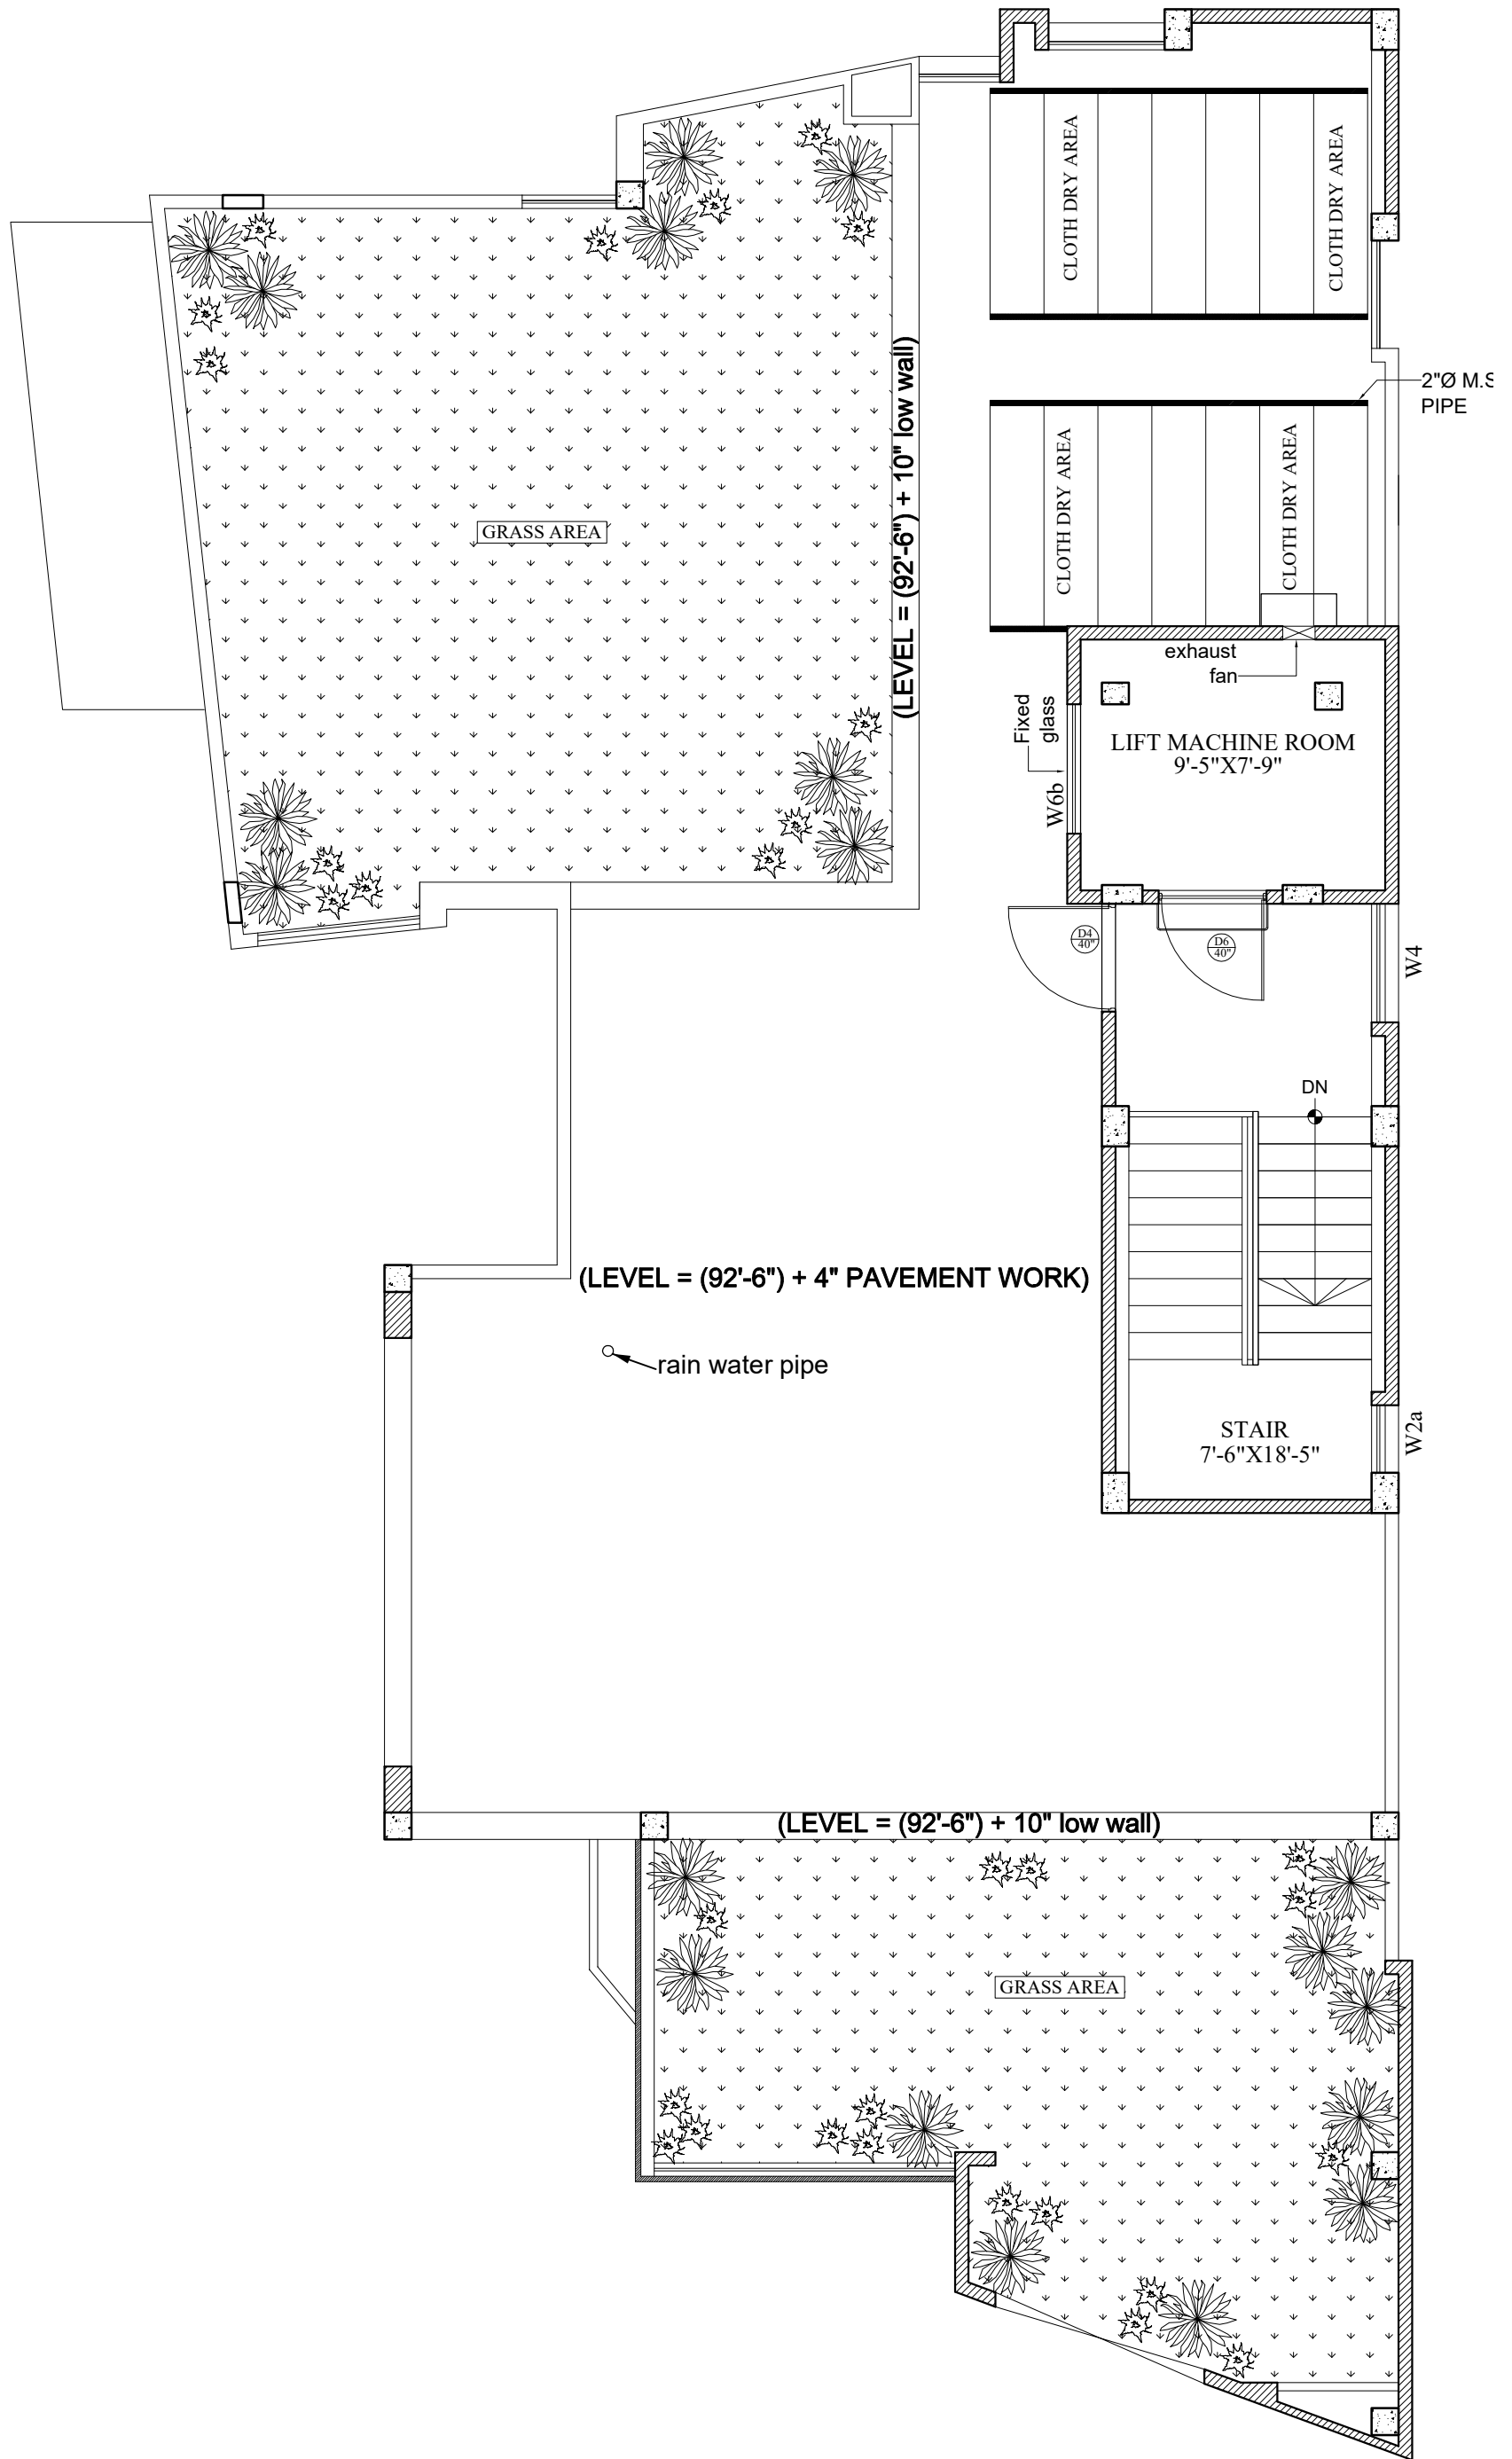 CLOTH DRY AREA
CLOTH DRY AREA
2"Ø M.S
PIPE
CLOTH DRY AREA
CLOTH DRY AREA
(LEVEL = (92'-6") + 10" low wall)
GRASS AREA
exhaust
fan
Fixed
glass
W6b
LIFT MACHINE ROOM
9'-5"X7'-9"
D4
40"
D6
40"
W4
DN
(LEVEL = (92'-6") + 4" PAVEMENT WORK)
rain water pipe
STAIR
7'-6"X18'-5"
W2a
(LEVEL = (92'-6") + 10" low wall)
GRASS AREA